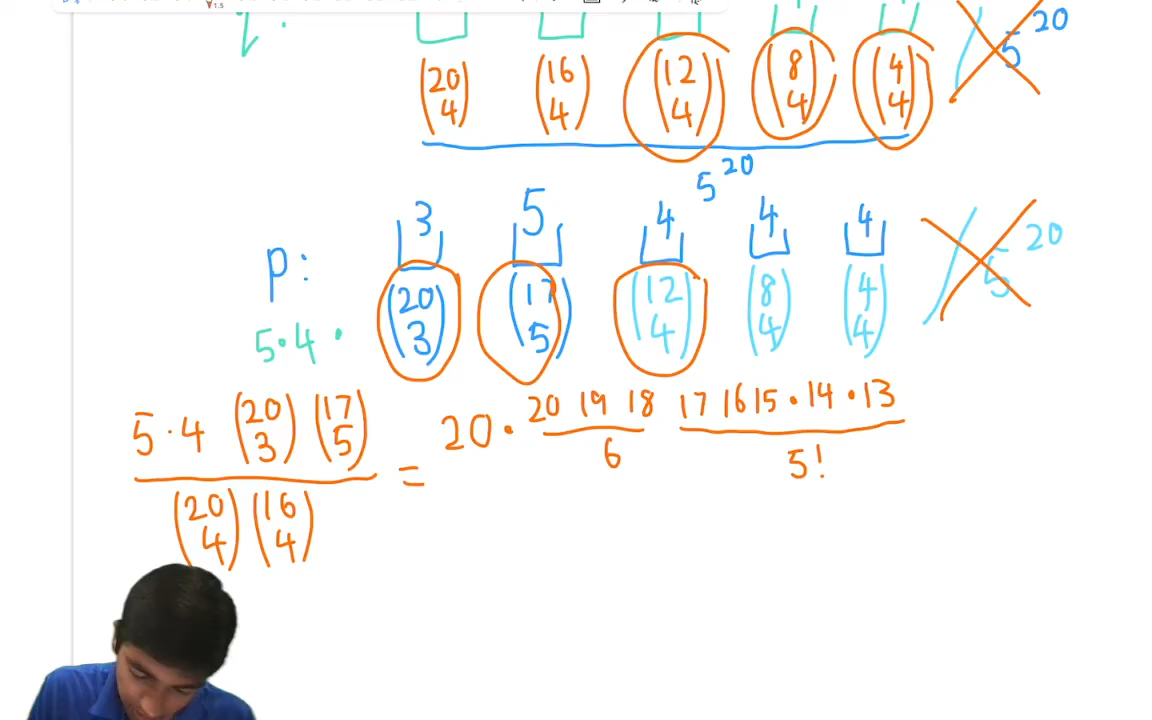 q: 5 20
(20 4) (16 4) (12 4) (8 4) (4 4)
5 20
3 5 4 4 4
p: 5 20
5 · 4 · (20 3) (17 5) (12 4) (8 4) (4 4)
5 · 4 (20 3) (17 5) = 20 · 20 19 18 17 16 15 · 14 · 13
6 5!
(20 4) (16 4)